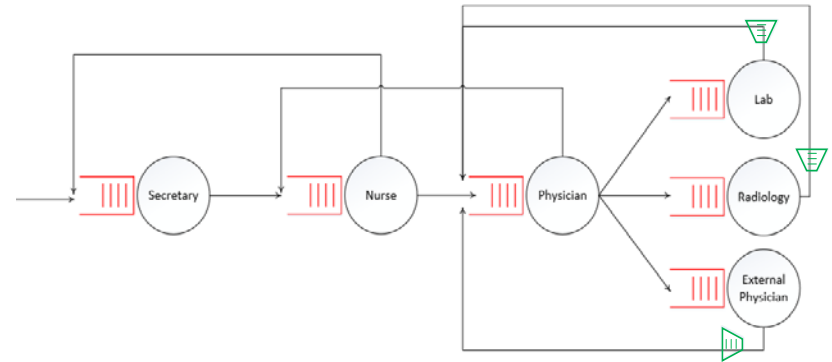 Lab
Secretary
Nurse
Physician
Radiology
External
Physician